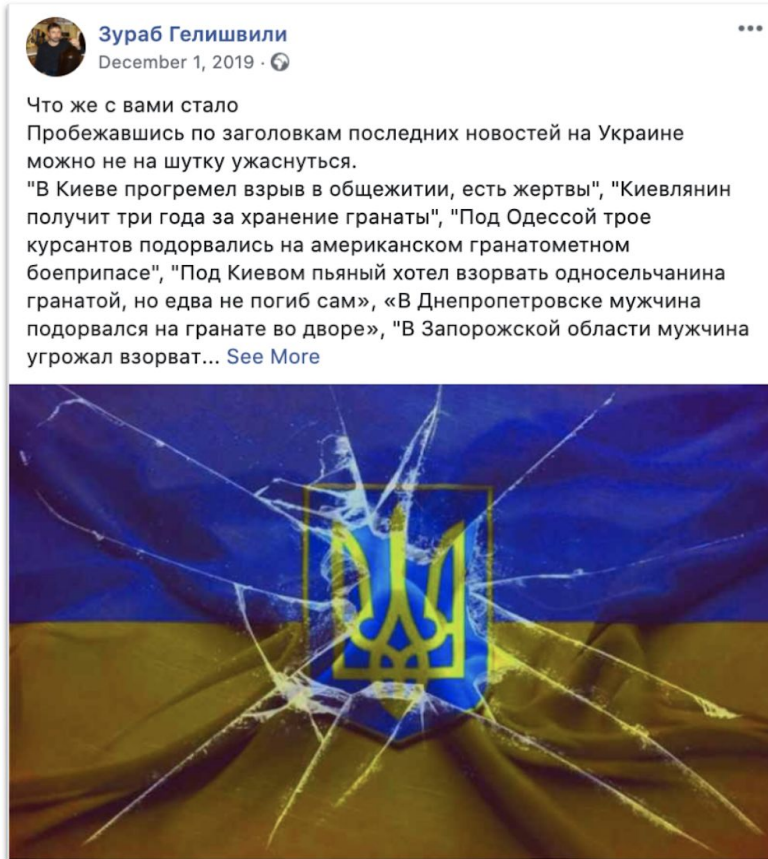 Зураб Гелишвили
December 1, 2019 ·
Что же с вами стало
Пробежавшись по заголовкам последних новостей на Украине
можно не на шутку ужаснуться.
"В Киеве прогремел взрыв в общежитии, есть жертвы", "Киевлянин
получит три года за хранение гранаты", "Под Одессой трое
курсантов подорвались на американском гранатометном
боеприпасе", "Под Киевом пьяный хотел взорвать односельчанина
гранатой, но едва не погиб сам», «В Днепропетровске мужчина
подорвался на гранате во дворе», "В Запорожской области мужчина
угрожал взорват... See More